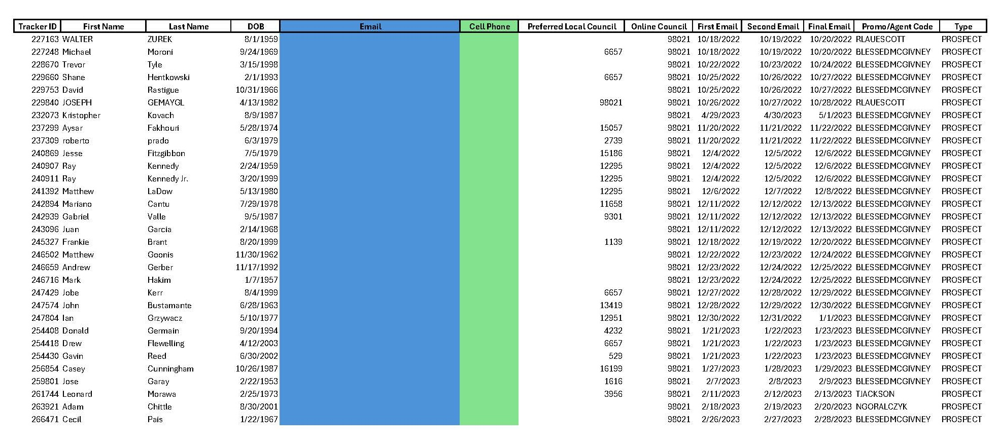 Tracker ID First Name Last Name DOB Email Cell Phone Preferred Local Council Online Council First Email Second Email Final Email Promo/Agent Code Type
227163 WALTER ZUREK 8/1/1959 98021 10/18/2022 10/19/2022 10/20/2022 RLAUESCOTT PROSPECT
227248 Michael Moroni 9/24/1969 6657 98021 10/18/2022 10/19/2022 10/20/2022 BLESSEDMCGIVNEY PROSPECT
228670 Trevor Tyle 3/15/1998 98021 10/22/2022 10/23/2022 10/24/2022 BLESSEDMCGIVNEY PROSPECT
229660 Shane Hentkowski 2/1/1993 6657 98021 10/25/2022 10/26/2022 10/27/2022 BLESSEDMCGIVNEY PROSPECT
229753 David Rastigue 10/31/1966 98021 10/25/2022 10/26/2022 10/27/2022 BLESSEDMCGIVNEY PROSPECT
229840 JOSEPH GEMAYGL 4/13/1982 98021 98021 10/26/2022 10/27/2022 10/28/2022 RLAUESCOTT PROSPECT
232073 Kristopher Kovach 8/9/1987 98021 4/29/2023 4/30/2023 5/1/2023 BLESSEDMCGIVNEY PROSPECT
237299 Aysar Fakhouri 5/28/1974 15057 98021 11/20/2022 11/21/2022 11/22/2022 BLESSEDMCGIVNEY PROSPECT
237309 roberto prado 6/3/1979 2739 98021 11/20/2022 11/21/2022 11/22/2022 BLESSEDMCGIVNEY PROSPECT
240869 Jesse Fitzgibbon 7/5/1979 15186 98021 12/4/2022 12/5/2022 12/6/2022 BLESSEDMCGIVNEY PROSPECT
240907 Ray Kennedy 2/24/1959 12295 98021 12/4/2022 12/5/2022 12/6/2022 BLESSEDMCGIVNEY PROSPECT
240911 Ray Kennedy Jr. 3/20/1999 12295 98021 12/4/2022 12/5/2022 12/6/2022 BLESSEDMCGIVNEY PROSPECT
241392 Matthew LaDow 5/13/1980 12295 98021 12/6/2022 12/7/2022 12/8/2022 BLESSEDMCGIVNEY PROSPECT
242894 Mariano Cantu 7/29/1978 11658 98021 12/11/2022 12/12/2022 12/13/2022 BLESSEDMCGIVNEY PROSPECT
242939 Gabriel Valle 9/5/1987 9301 98021 12/11/2022 12/12/2022 12/13/2022 BLESSEDMCGIVNEY PROSPECT
243096 Juan Garcia 2/14/1968 98021 12/11/2022 12/12/2022 12/13/2022 BLESSEDMCGIVNEY PROSPECT
245327 Frankie Brant 8/20/1999 1139 98021 12/18/2022 12/19/2022 12/20/2022 BLESSEDMCGIVNEY PROSPECT
246502 Matthew Goonis 11/30/1962 98021 12/22/2022 12/23/2022 12/24/2022 BLESSEDMCGIVNEY PROSPECT
246659 Andrew Gerber 11/17/1992 98021 12/23/2022 12/24/2022 12/25/2022 BLESSEDMCGIVNEY PROSPECT
246716 Mark Hakim 1/7/1957 98021 12/23/2022 12/24/2022 12/25/2022 BLESSEDMCGIVNEY PROSPECT
247429 Jobe Kerr 8/4/1999 6657 98021 12/27/2022 12/28/2022 12/29/2022 BLESSEDMCGIVNEY PROSPECT
247574 John Bustamante 6/28/1963 13419 98021 12/28/2022 12/29/2022 12/30/2022 BLESSEDMCGIVNEY PROSPECT
247804 Ian Grzywacz 5/10/1977 12951 98021 12/30/2022 12/31/2022 1/1/2023 BLESSEDMCGIVNEY PROSPECT
254408 Donald Germain 9/20/1994 4232 98021 1/21/2023 1/22/2023 1/23/2023 BLESSEDMCGIVNEY PROSPECT
254418 Drew Flewelling 4/12/2003 6657 98021 1/21/2023 1/22/2023 1/23/2023 BLESSEDMCGIVNEY PROSPECT
254430 Gavin Reed 6/30/2002 529 98021 1/21/2023 1/22/2023 1/23/2023 BLESSEDMCGIVNEY PROSPECT
256854 Casey Cunningham 10/26/1987 16199 98021 1/27/2023 1/28/2023 1/29/2023 BLESSEDMCGIVNEY PROSPECT
259801 Jose Garay 2/22/1953 1616 98021 2/7/2023 2/8/2023 2/9/2023 BLESSEDMCGIVNEY PROSPECT
261744 Leonard Morawa 2/25/1973 3956 98021 2/11/2023 2/12/2023 2/13/2023 TJACKSON PROSPECT
263921 Adam Chittle 8/30/2001 98021 2/18/2023 2/19/2023 2/20/2023 NGORALCZYK PROSPECT
266471 Cecil Pais 1/22/1967 98021 2/26/2023 2/27/2023 2/28/2023 BLESSEDMCGIVNEY PROSPECT